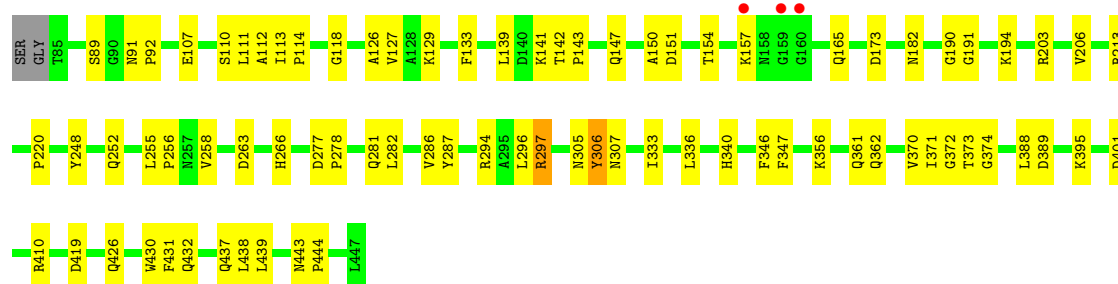 SER GLY T85 S89 G90 N91 P92 E107 S110 L111 A112 I113 P114 G118 A126 V127 A128 K129 F133 L139 D140 K141 T142 P143 Q147 A150 D151 T154 K157 N158 G159 G160 Q165 D173 N182 G190 G191 K194 R203 V206
P220 Y248 Q252 L255 P256 N257 V258 D263 H266 D277 P278 Q281 L282 V286 Y287 R294 A295 L296 R297 N305 Y306 N307 I333 L336 H340 F346 F347 K356 Q361 Q362 V370 I371 G372 T373 G374 L388 D389 K395 D401
R410 D419 Q426 W430 F431 Q432 Q437 L438 L439 N443 P444 L447